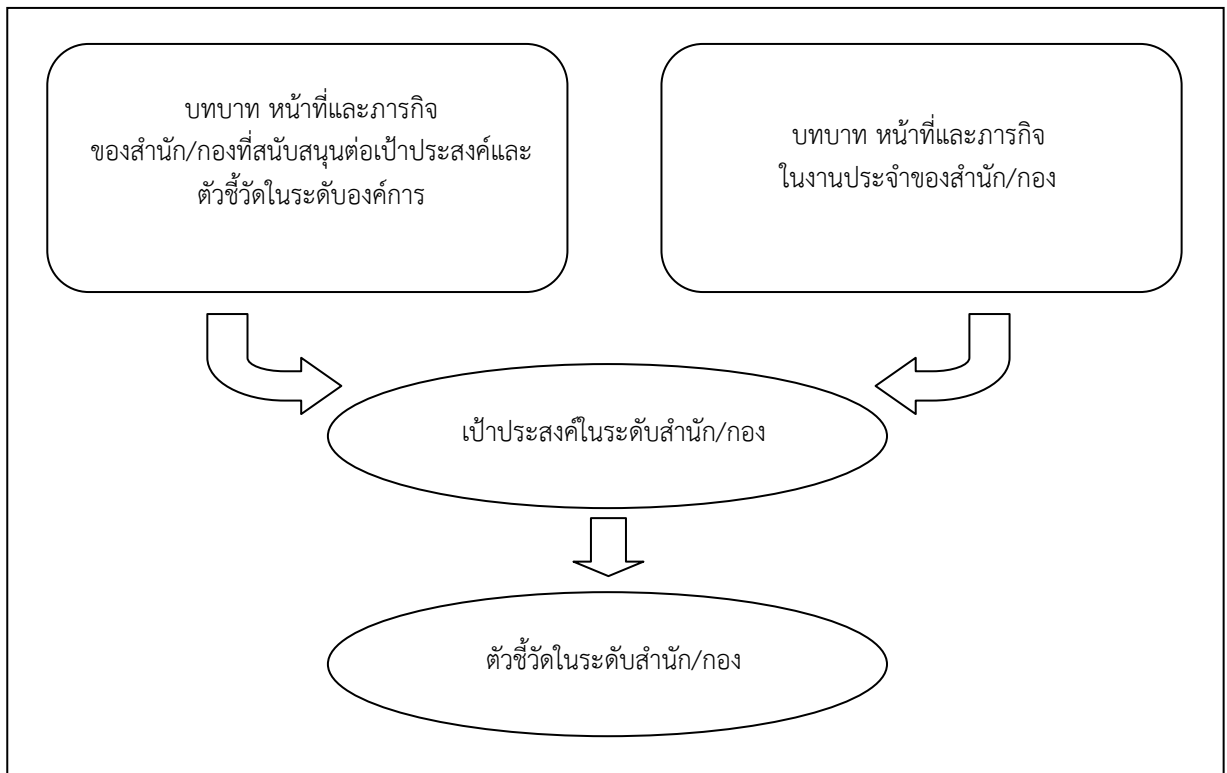 บทบาท หน้าที่และภารกิจ
ของสำนัก/กองที่สนับสนุนต่อเป้าประสงค์และ
ตัวชี้วัดในระดับองค์การ
บทบาท หน้าที่และภารกิจ
ในงานประจำของสำนัก/กอง
เป้าประสงค์ในระดับสำนัก/กอง
ตัวชี้วัดในระดับสำนัก/กอง